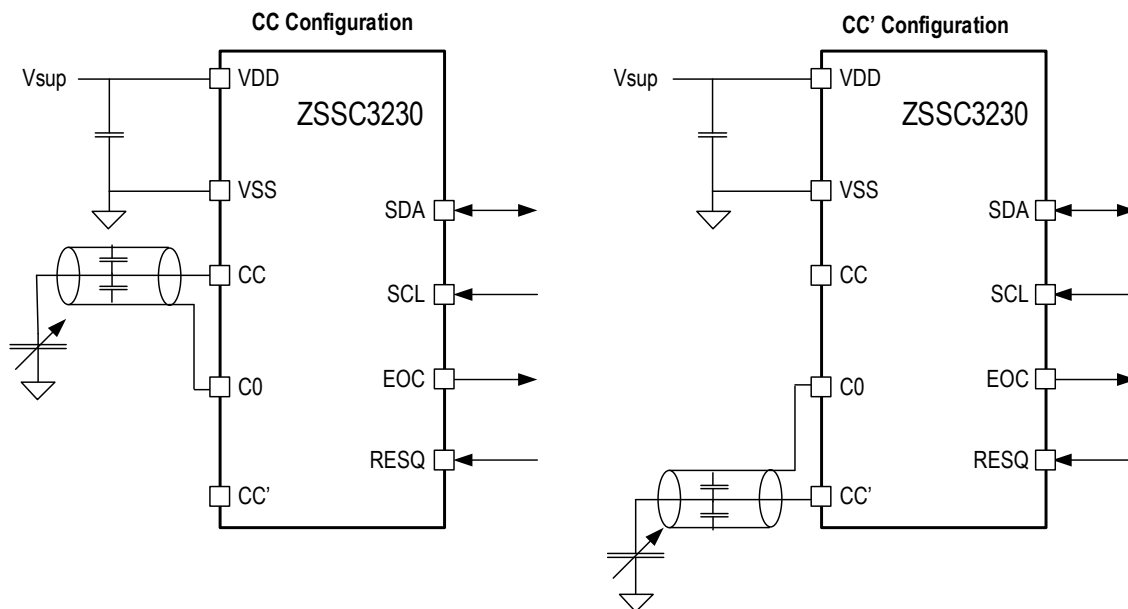 CC Configuration
Vsup
VDD
ZSSC3230
VSS
SDA
CC
SCL
C0
EOC
RESQ
CC’
CC’ Configuration
Vsup
VDD
ZSSC3230
VSS
SDA
CC
SCL
C0
EOC
RESQ
CC’